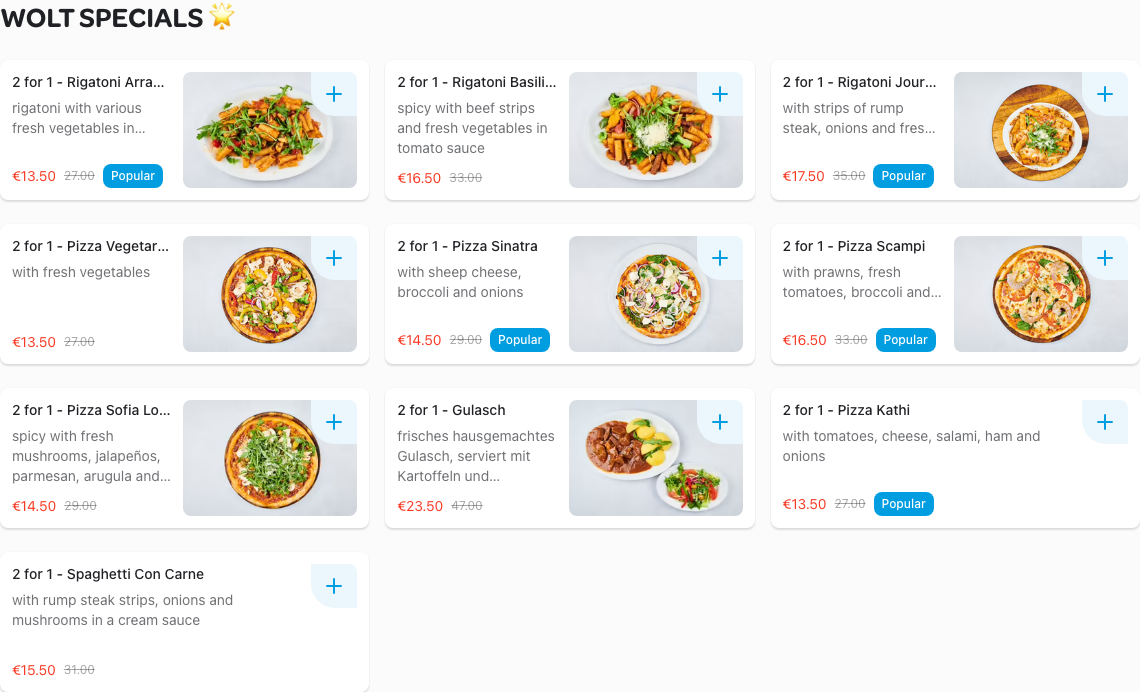 WOLT SPECIALS 🌟
2 for 1 - Rigatoni Arra...
rigatoni with various
fresh vegetables in...
€13.50 27.00 Popular
2 for 1 - Rigatoni Basili...
spicy with beef strips
and fresh vegetables in
tomato sauce
€16.50 33.00
2 for 1 - Rigatoni Jour...
with strips of rump
steak, onions and fres...
€17.50 35.00 Popular
2 for 1 - Pizza Vegetar...
with fresh vegetables
€13.50 27.00
2 for 1 - Pizza Sinatra
with sheep cheese,
broccoli and onions
€14.50 29.00 Popular
2 for 1 - Pizza Scampi
with prawns, fresh
tomatoes, broccoli and...
€16.50 33.00 Popular
2 for 1 - Pizza Sofia Lo...
spicy with fresh
mushrooms, jalapeños,
parmesan, arugula and...
€14.50 29.00
2 for 1 - Gulasch
frisches hausgemachtes
Gulasch, serviert mit
Kartoffeln und...
€23.50 47.00
2 for 1 - Pizza Kathi
with tomatoes, cheese, salami, ham and
onions
€13.50 27.00 Popular
2 for 1 - Spaghetti Con Carne
with rump steak strips, onions and
mushrooms in a cream sauce
€15.50 31.00